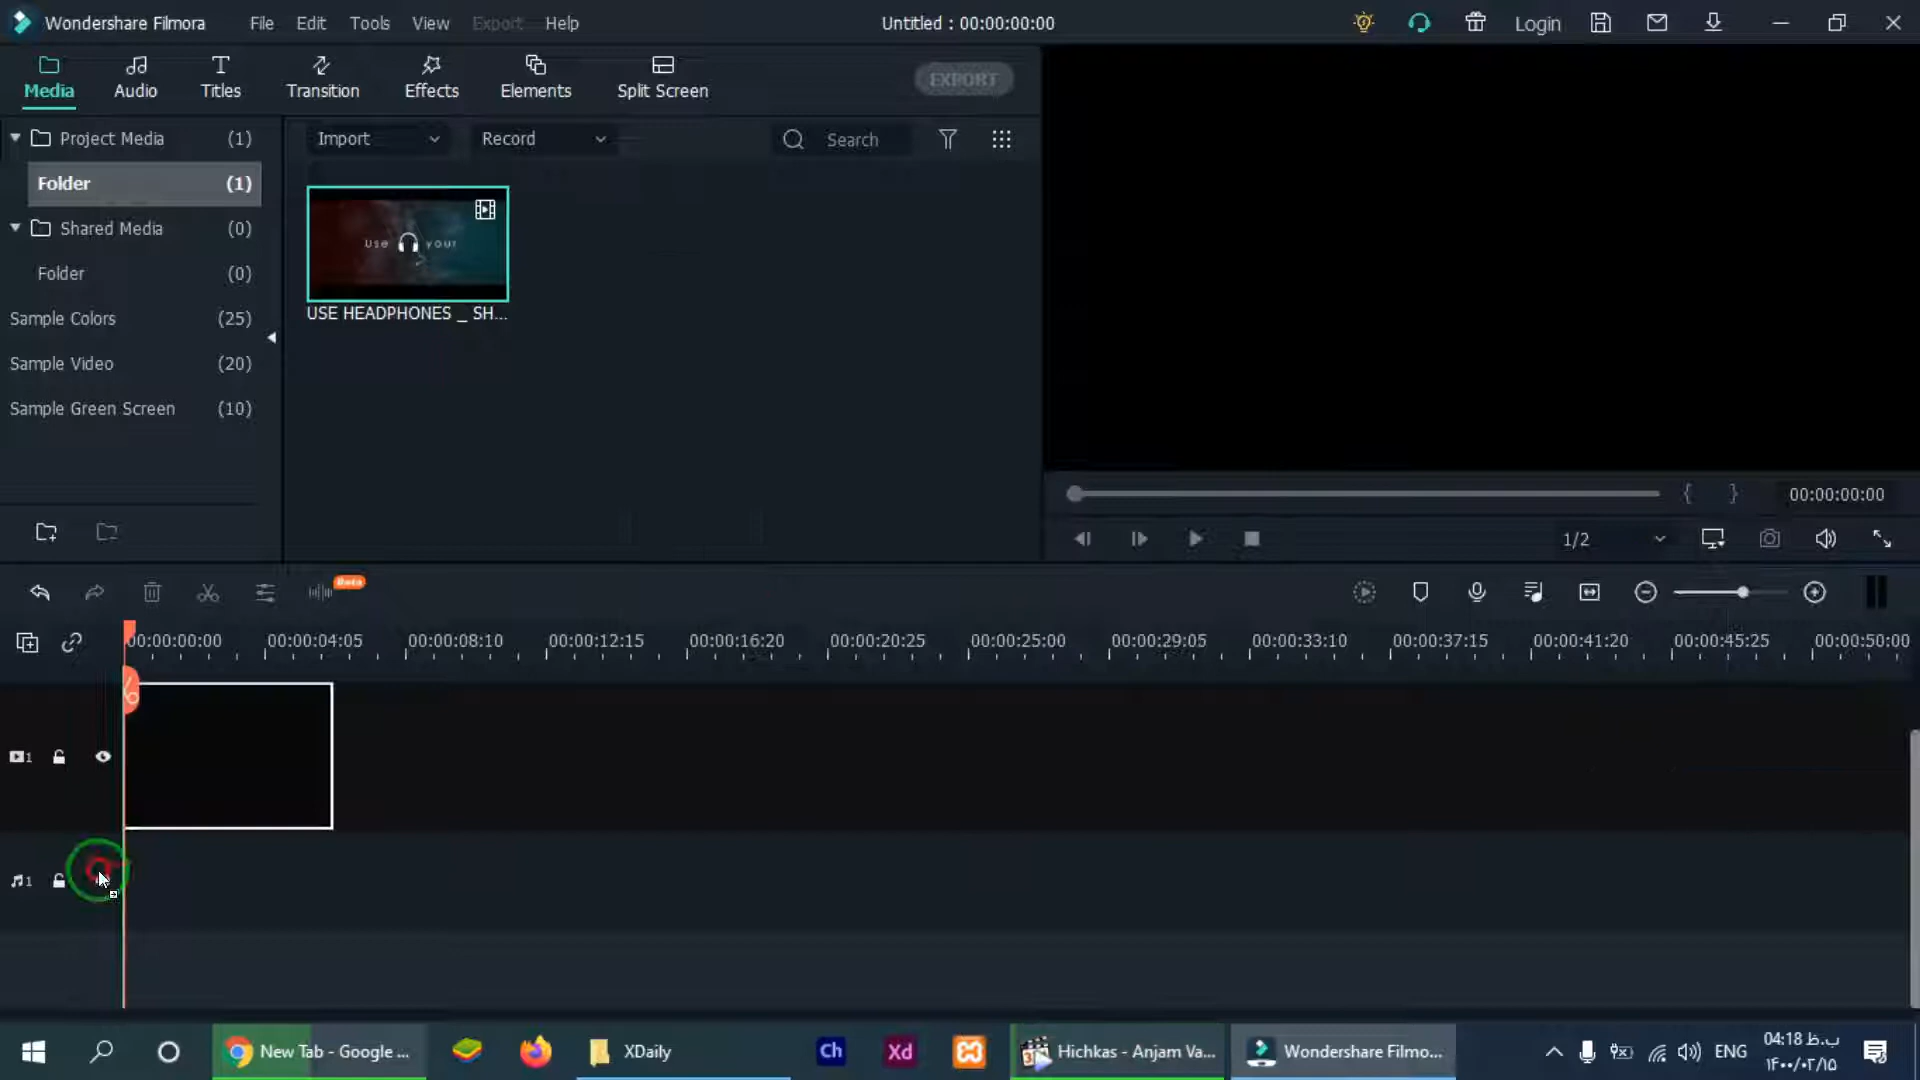 Wondershare Filmora File Edit Tools View Export Help Untitled : 00:00:00:00 Login
Media Audio Titles Transition Effects Elements Split Screen EXPORT
Project Media (1) Import Record Search
Folder (1)
Shared Media (0)
use your
Folder (0)
USE HEADPHONES _ SH...
Sample Colors (25)
Sample Video (20)
Sample Green Screen (10)
{ } 00:00:00:00
1/2
Beta
00:00:00:00 00:00:04:05 00:00:08:10 00:00:12:15 00:00:16:20 00:00:20:25 00:00:25:00 00:00:29:05 00:00:33:10 00:00:37:15 00:00:41:20 00:00:45:25 00:00:50:00
1
1
New Tab - Google ... XDaily Ch Xd Hichkas - Anjam Va... Wondershare Filmo... ENG 04:18 ب.ظ
۱۴۰۰/۰۲/۱۵